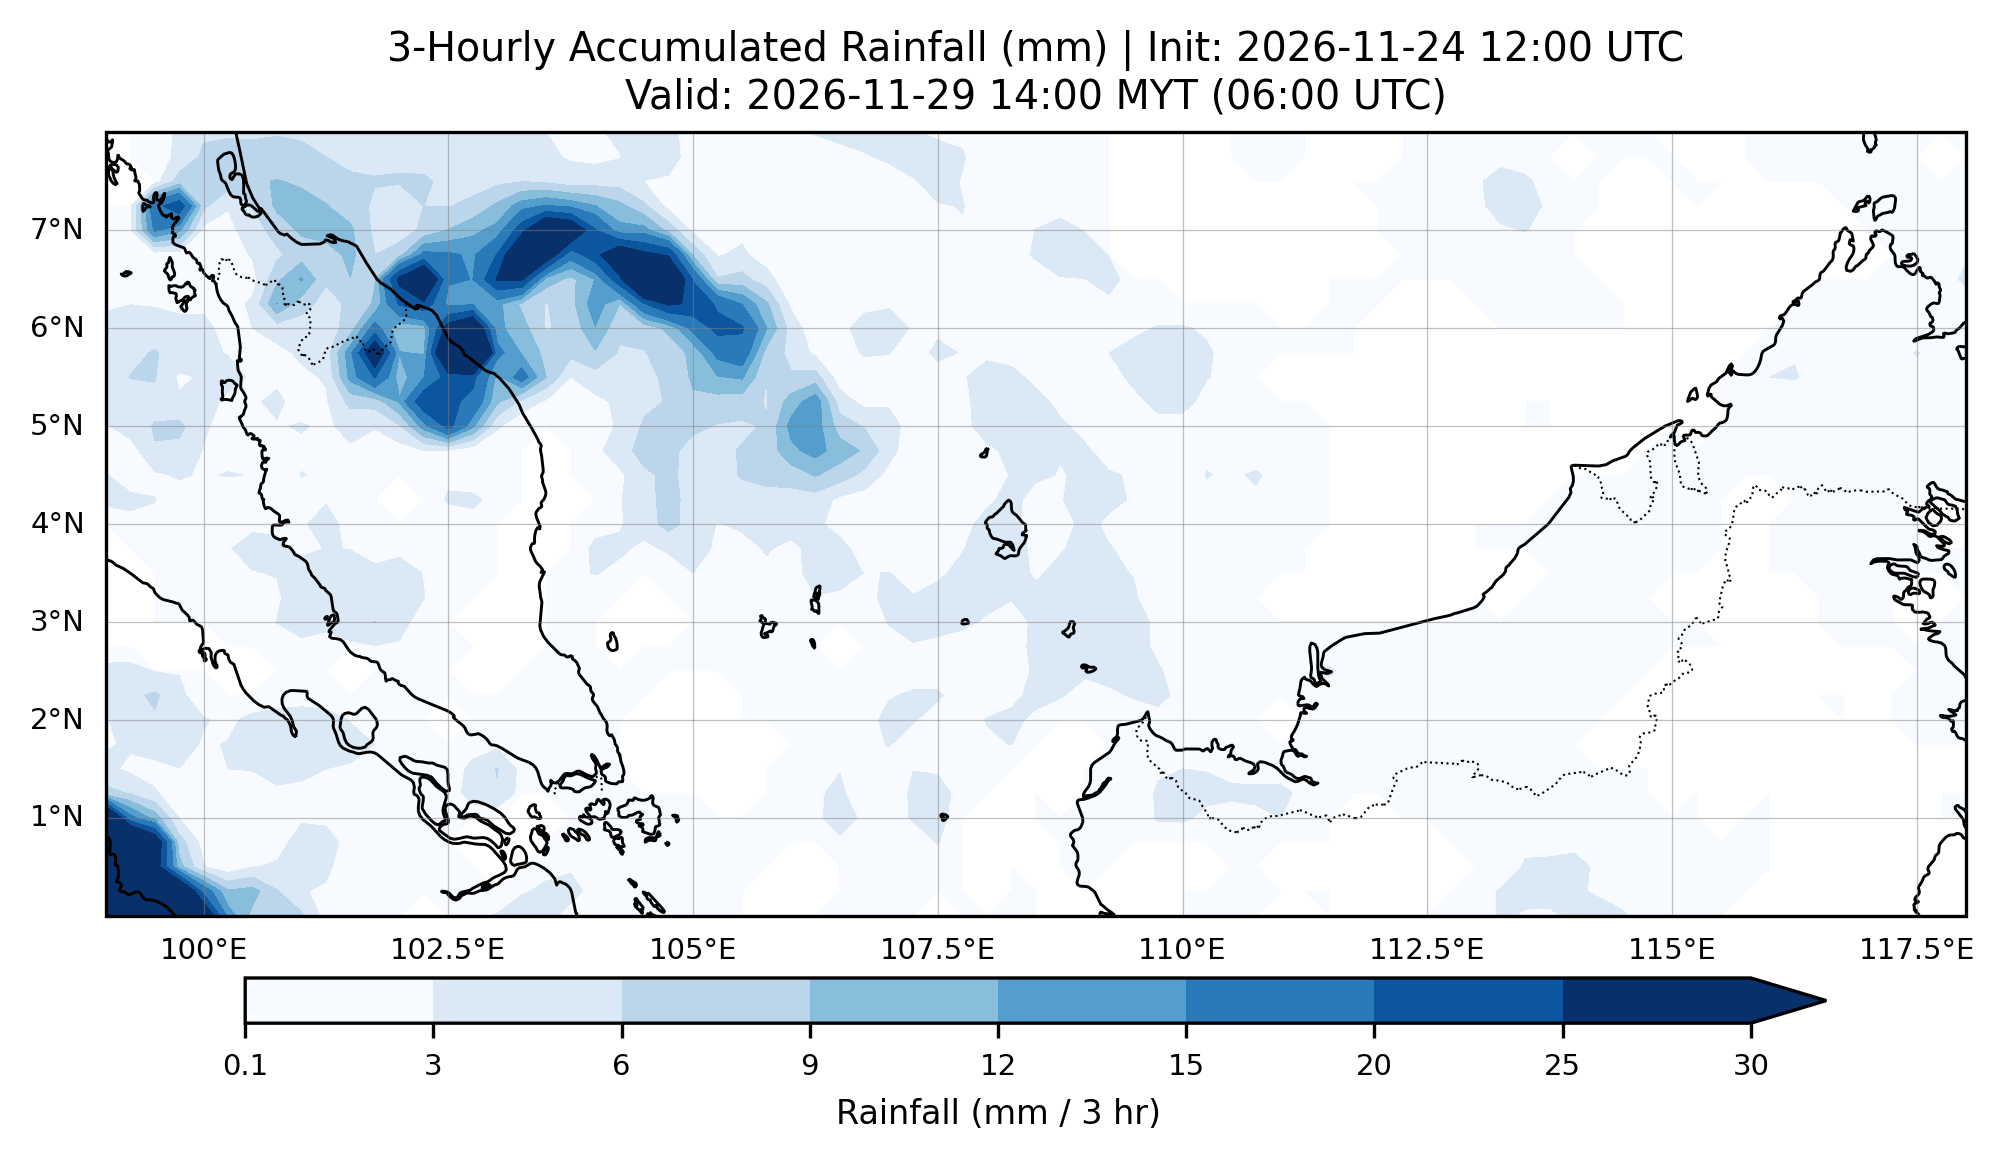 3-Hourly Accumulated Rainfall (mm) | Init: 2026-11-24 12:00 UTC
Valid: 2026-11-29 14:00 MYT (06:00 UTC)
7°N
6°N
5°N
4°N
3°N
2°N
1°N
100°E 102.5°E 105°E 107.5°E 110°E 112.5°E 115°E 117.5°E
0.1 3 6 9 12 15 20 25 30
Rainfall (mm / 3 hr)